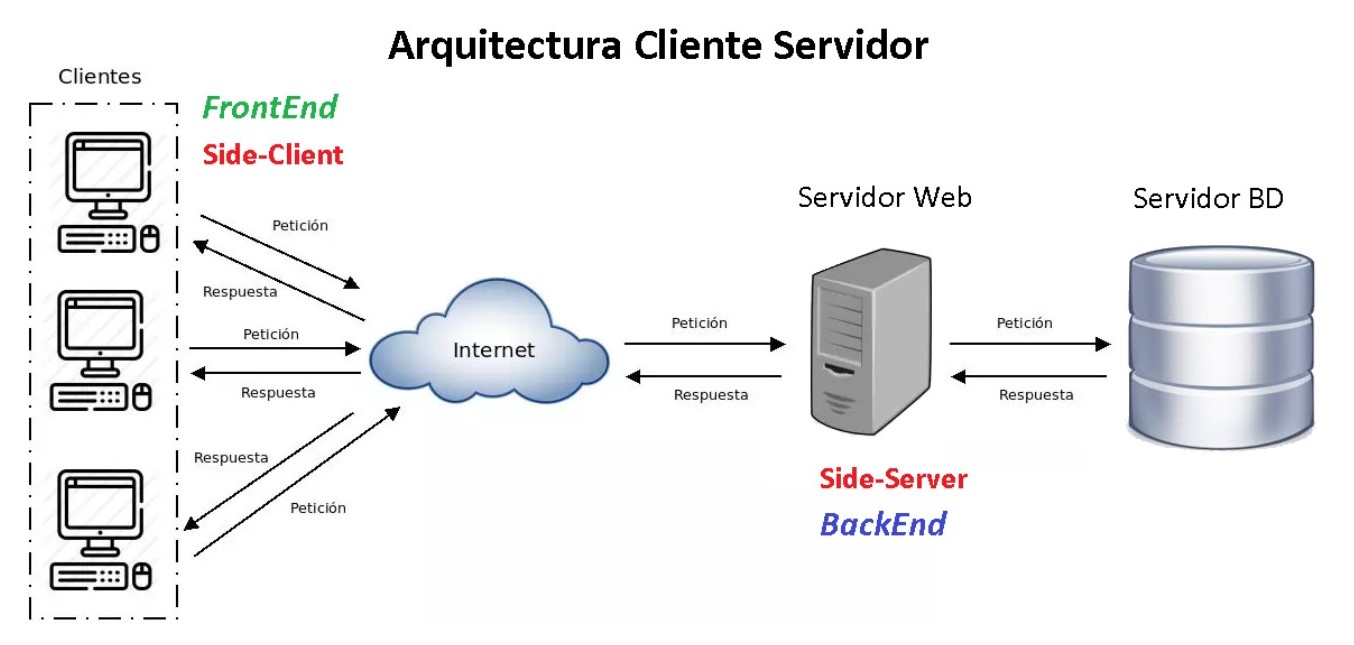 Arquitectura Cliente Servidor
Clientes
FrontEnd
Side-Client
Petición
Respuesta
Petición
Respuesta
Respuesta
Petición
Internet
Petición
Respuesta
Servidor Web
Side-Server
BackEnd
Petición
Respuesta
Servidor BD